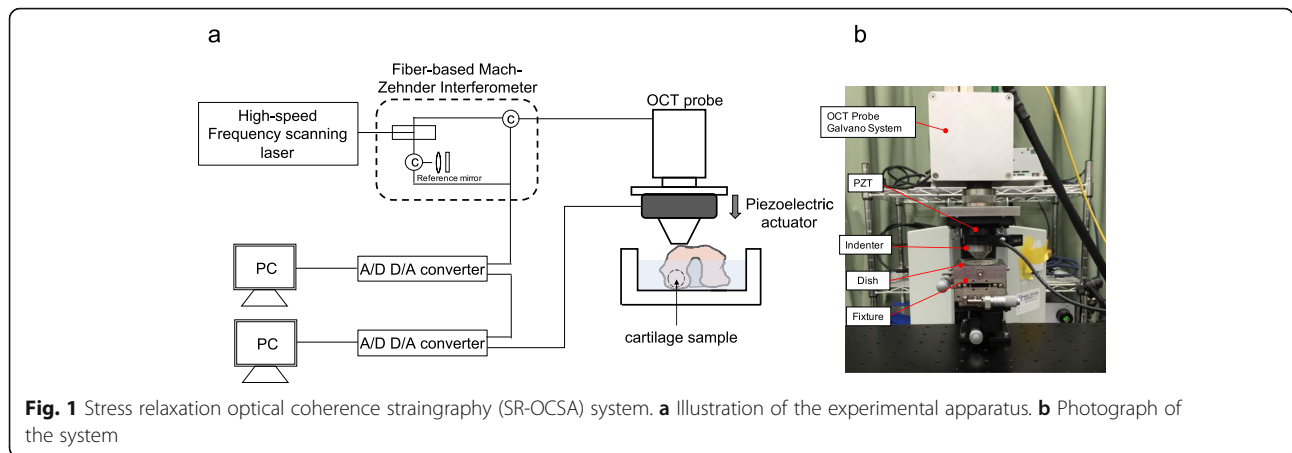 a
b
Fiber-based Mach-
Zehnder Interferometer
High-speed
Frequency scanning
laser
C
C
Reference mirror
OCT probe
Piezoelectric
actuator
PC
A/D D/A converter
PC
A/D D/A converter
cartilage sample
OCT Probe
Galvano System
PZT
Indenter
Dish
Fixture
Fig. 1 Stress relaxation optical coherence straingraphy (SR-OCSA) system. a Illustration of the experimental apparatus. b Photograph of
the system